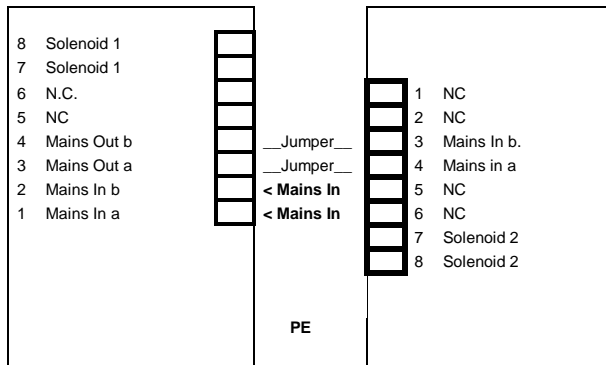 8 Solenoid 1
7 Solenoid 1
6 N.C.
5 NC
4 Mains Out b
3 Mains Out a
2 Mains In b
1 Mains In a
__Jumper__
__Jumper__
< Mains In
< Mains In
PE
1 NC
2 NC
3 Mains In b.
4 Mains in a
5 NC
6 NC
7 Solenoid 2
8 Solenoid 2